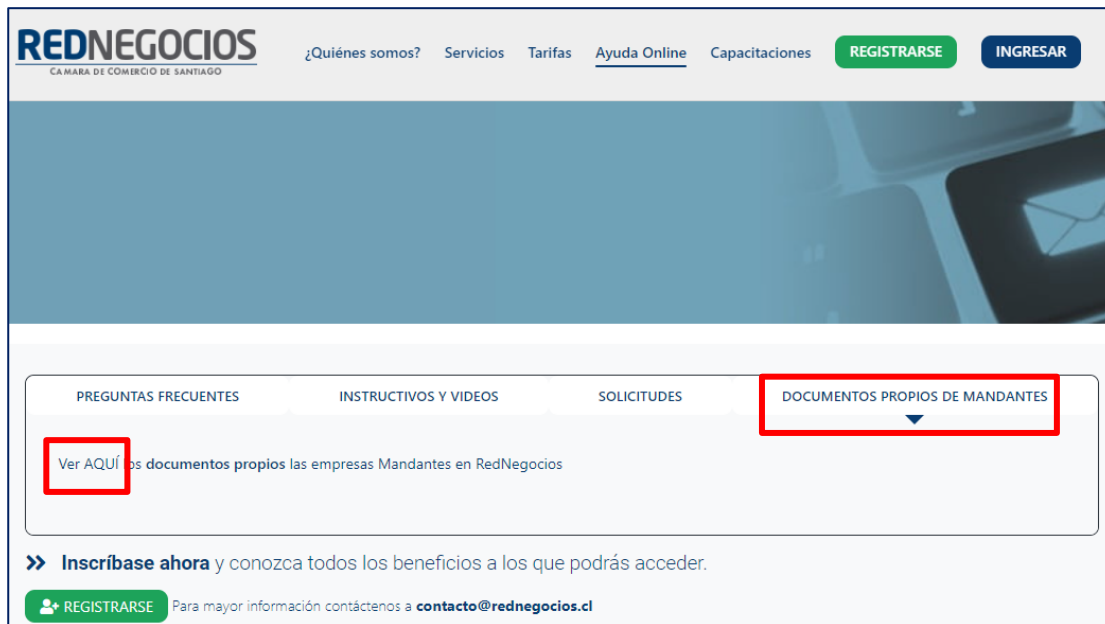 REDNEGOCIOS
CAMARA DE COMERCIO DE SANTIAGO
¿Quiénes somos? Servicios Tarifas Ayuda Online Capacitaciones REGISTRARSE INGRESAR
PREGUNTAS FRECUENTES INSTRUCTIVOS Y VIDEOS SOLICITUDES DOCUMENTOS PROPIOS DE MANDANTES
Ver AQUÍ los documentos propios las empresas Mandantes en RedNegocios
Inscríbase ahora y conozca todos los beneficios a los que podrás acceder.
REGISTRARSE Para mayor información contáctenos a contacto@rednegocios.cl